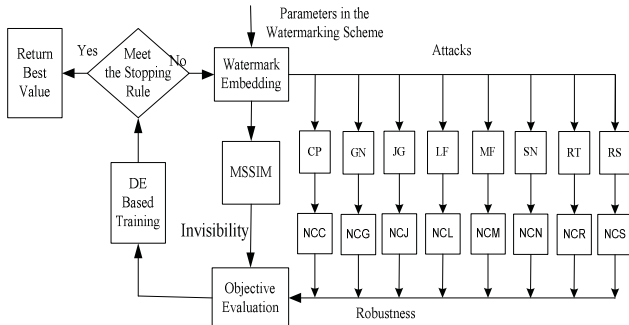 Parameters in the
Watermarking Scheme
Return
Best
Value
Yes
Meet
the Stopping
Rule
No
Watermark
Embedding
Attacks
CP
GN
JG
LF
MF
SN
RT
RS
MSSIM
DE
Based
Training
Invisibility
NCC
NCG
NCJ
NCL
NCM
NCN
NCR
NCS
Objective
Evaluation
Robustness